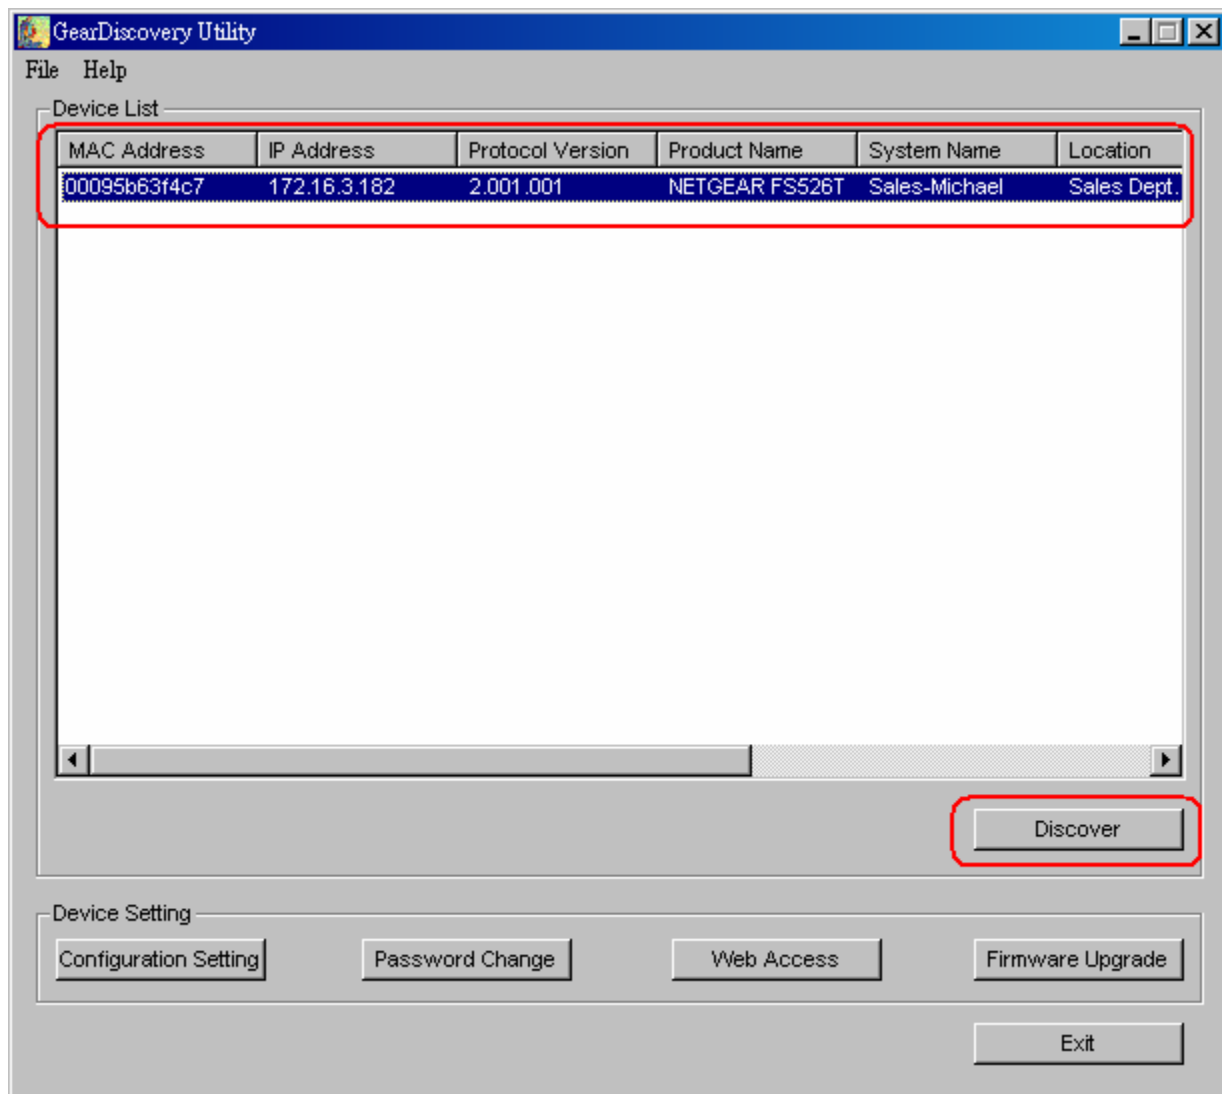 GearDiscovery Utility
File Help
Device List
MAC Address IP Address Protocol Version Product Name System Name Location
00095b63f4c7 172.16.3.182 2.001.001 NETGEAR FS526T Sales-Michael Sales Dept.
Discover
Device Setting
Configuration Setting Password Change Web Access Firmware Upgrade
Exit